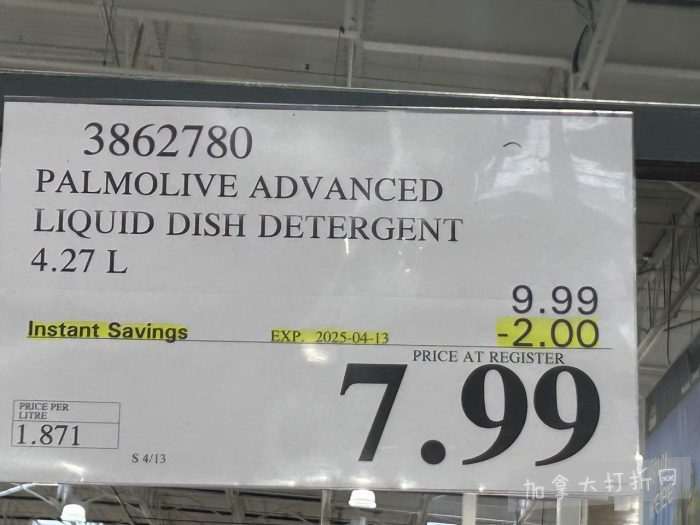 3862780
PALMOLIVE ADVANCED
LIQUID DISH DETERGENT
4.27 L
9.99
Instant Savings EXP. 2025-04-13 -2.00
PRICE AT REGISTER
7.99
PRICE PER
LITRE
1.871
S 4/13
加拿大打折网